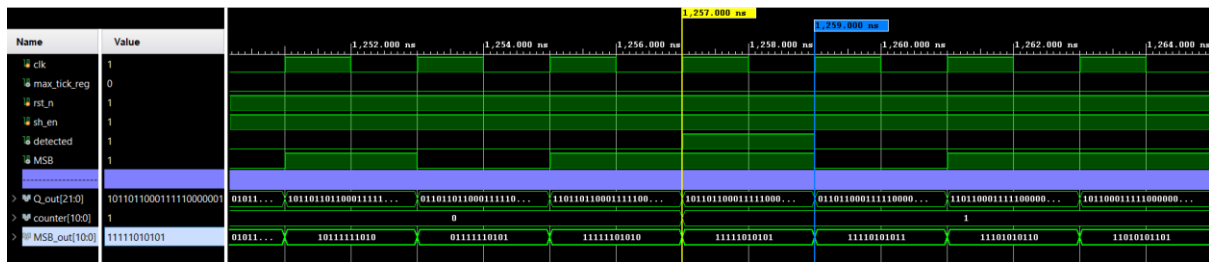 1,257.000 ns
1,259.000 ns
Name Value
1,252.000 ns 1,254.000 ns 1,256.000 ns 1,258.000 ns 1,260.000 ns 1,262.000 ns 1,264.000 ns
clk 1
max_tick_reg 0
rst_n 1
sh_en 1
detected 1
MSB 1
Q_out[21:0] 1011011000111110000001 01011... 101101101100011111... 011011011000111110... 110110110001111100... 101101100011111000... 011011000111110000... 110110001111100000... 101100011111000000...
counter[10:0] 1 0 1
MSB_out[10:0] 11111010101 01011... 10111111010 01111110101 11111101010 11111010101 11110101011 11101010110 11010101101